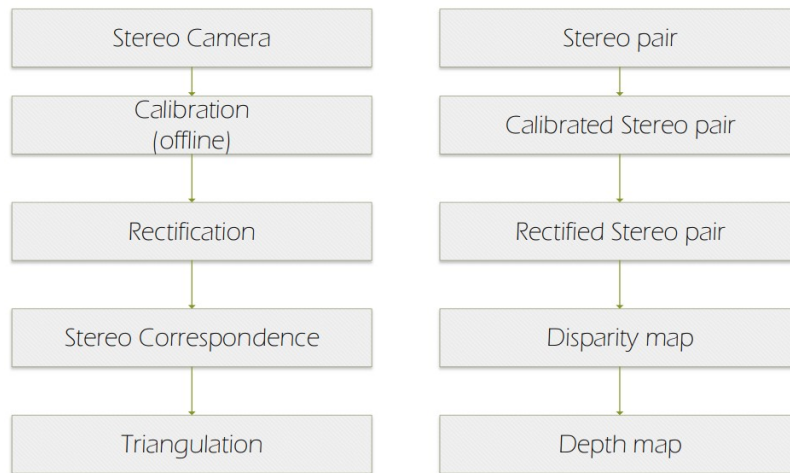 Stereo Camera
Calibration
(offline)
Rectification
Stereo Correspondence
Triangulation
Stereo pair
Calibrated Stereo pair
Rectified Stereo pair
Disparity map
Depth map